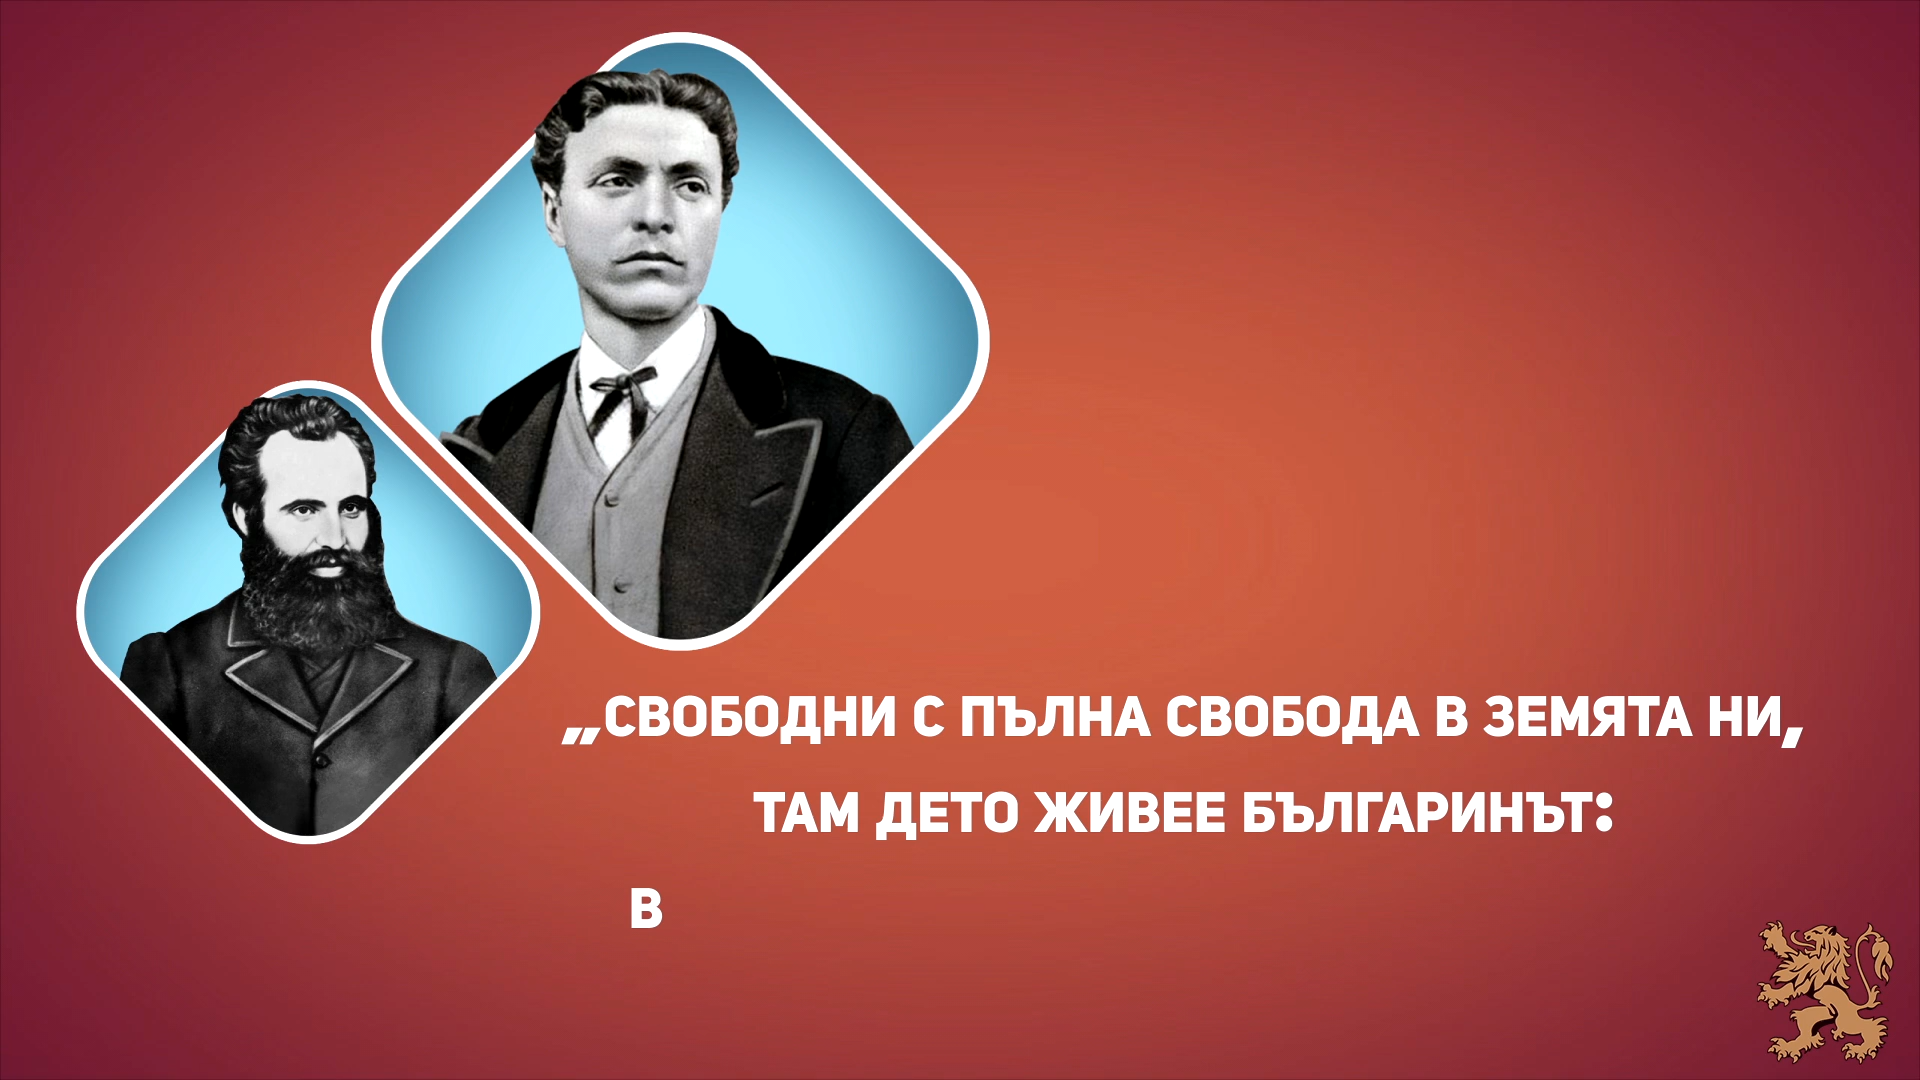 „СВОБОДНИ С ПЪЛНА СВОБОДА В ЗЕМЯТА НИ,
ТАМ ДЕТО ЖИВЕЕ БЪЛГАРИНЪТ:
В